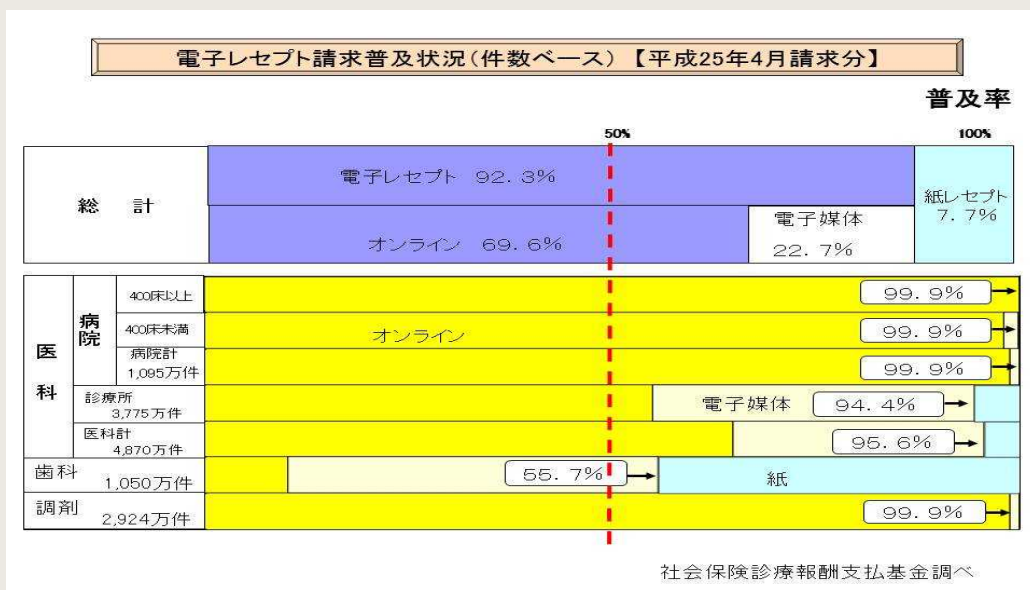 電子レセプト請求普及状況(件数ベース)【平成25年4月請求分】
普及率
50%
100%
総 計
電子レセプト 92.3%
紙レセプト
7.7%
オンライン 69.6%
電子媒体
22.7%
医科
病院
400床以上
99.9%
400床未満
オンライン
99.9%
病院計
1,095万件
99.9%
診療所
3,775万件
電子媒体
94.4%
医科計
4,870万件
95.6%
歯科
1,050万件
55.7%
紙
調剤
2,924万件
99.9%
社会保険診療報酬支払基金調べ